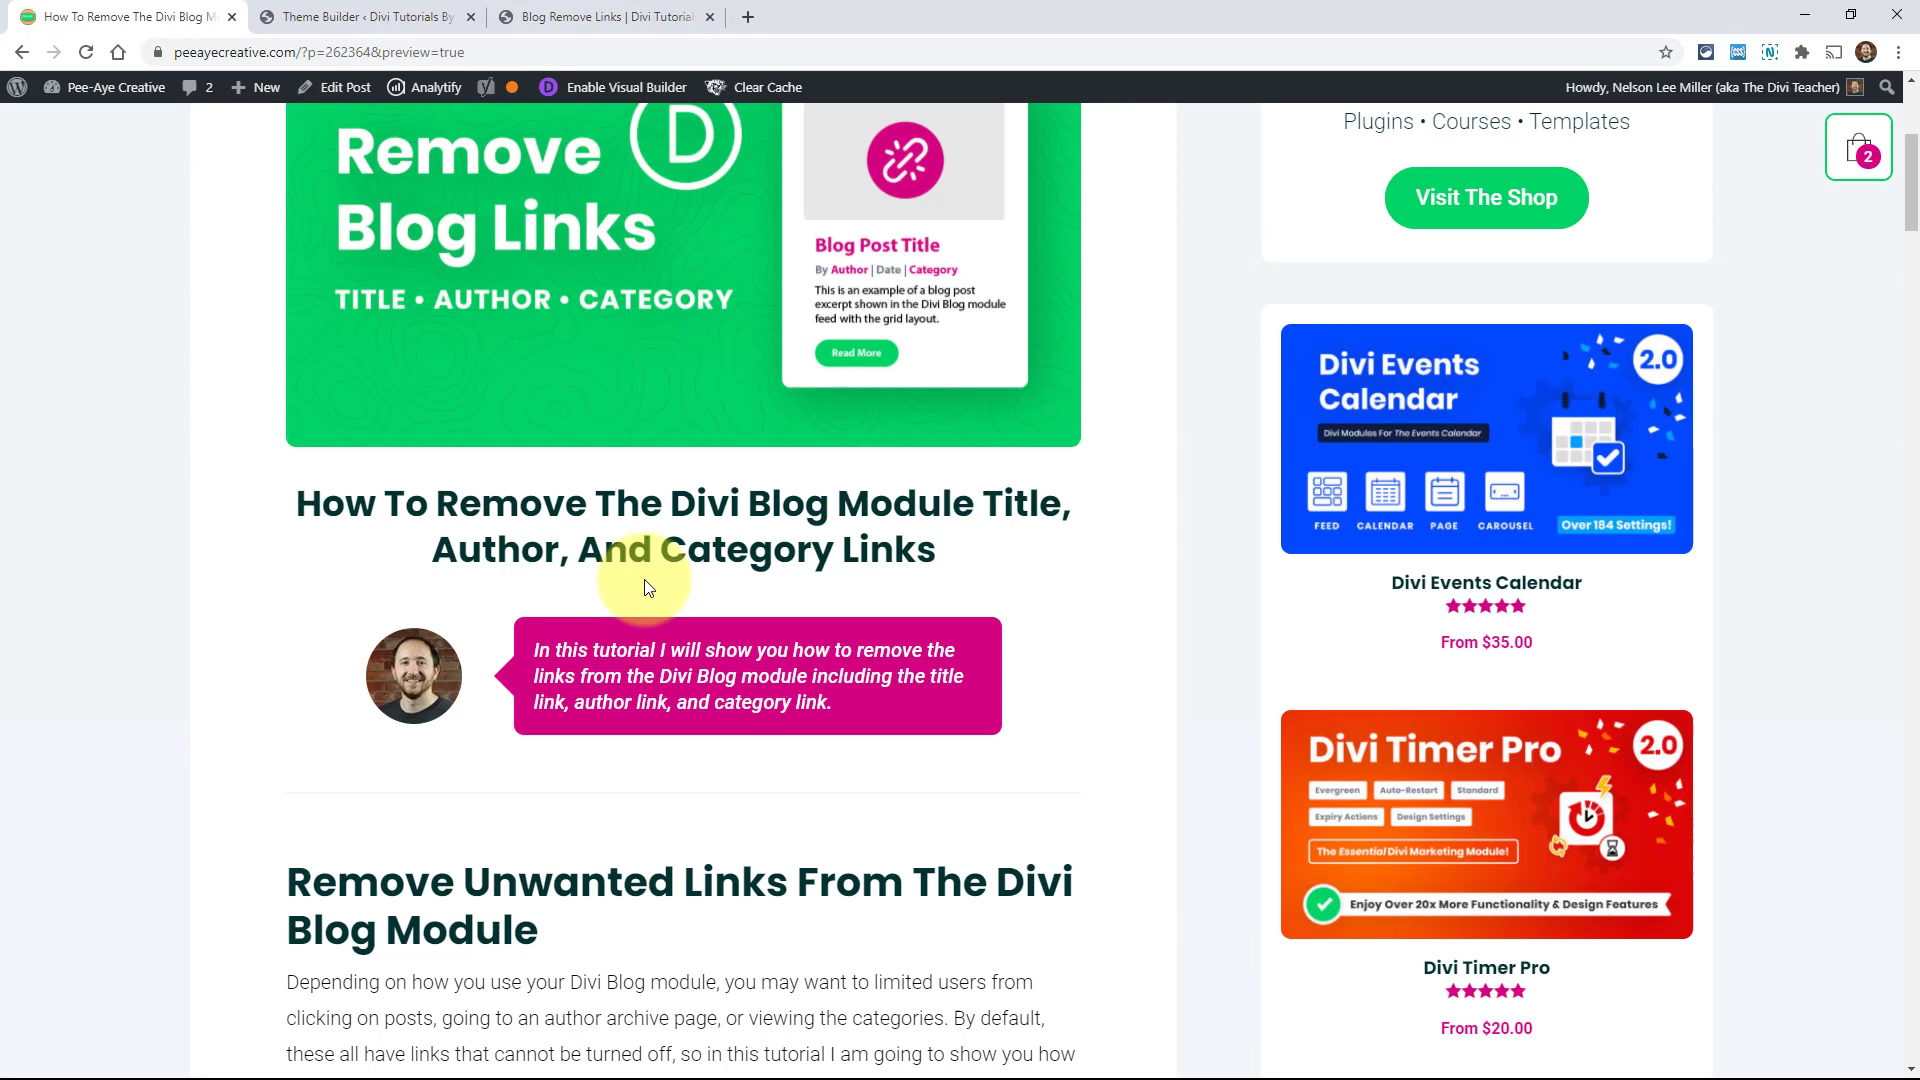 How To Remove The Divi Blog M
Theme Builder ‹ Divi Tutorials By
Blog Remove Links | Divi Tutorial
peeayecreative.com/?p=262364&preview=true
Pee-Aye Creative
2
New
Edit Post
Analytify
Enable Visual Builder
Clear Cache
Howdy, Nelson Lee Miller (aka The Divi Teacher)
Remove
Blog Links
TITLE • AUTHOR • CATEGORY
D
Blog Post Title
By Author | Date | Category
This is an example of a blog post
excerpt shown in the Divi Blog module
feed with the grid layout.
Read More
How To Remove The Divi Blog Module Title,
Author, And Category Links
In this tutorial I will show you how to remove the
links from the Divi Blog module including the title
link, author link, and category link.
Remove Unwanted Links From The Divi
Blog Module
Depending on how you use your Divi Blog module, you may want to limited users from
clicking on posts, going to an author archive page, or viewing the categories. By default,
these all have links that cannot be turned off, so in this tutorial I am going to show you how
Plugins • Courses • Templates
Visit The Shop
2
Divi Events
Calendar
2.0
Divi Modules For The Events Calendar
FEED
CALENDAR
PAGE
CAROUSEL
Over 184 Settings!
Divi Events Calendar
From $35.00
Divi Timer Pro
2.0
Evergreen
Auto-Restart
Standard
Expiry Actions
Design Settings
The Essential Divi Marketing Module!
Enjoy Over 20x More Functionality & Design Features
Divi Timer Pro
From $20.00